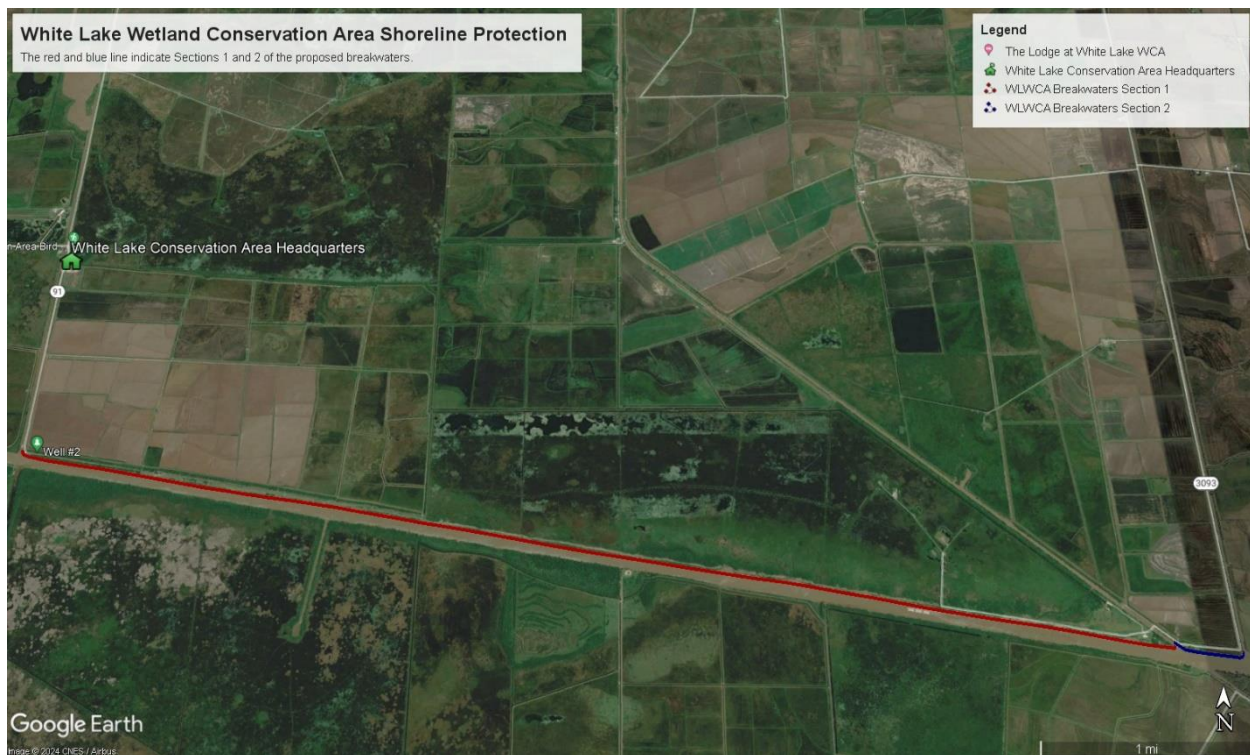 White Lake Wetland Conservation Area Shoreline Protection
The red and blue line indicate Sections 1 and 2 of the proposed breakwaters.
Legend
The Lodge at White Lake WCA
White Lake Conservation Area Headquarters
WLWCA Breakwaters Section 1
WLWCA Breakwaters Section 2
n-Area-Bird
White Lake Conservation Area Headquarters
91
Well #2
3093
Google Earth
N
Image © 2024 CNES / Airbus
1 mi